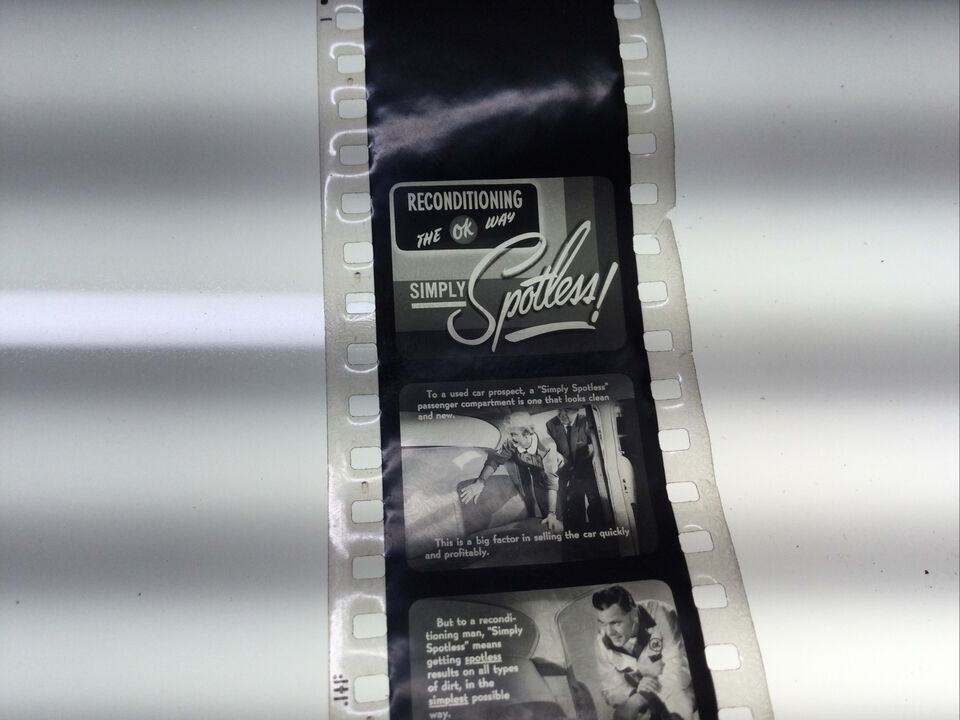 RECONDITIONING
THE OK WAY
SIMPLY Spotless!
To a used car prospect, a "Simply Spotless"
passenger compartment is one that looks clean
and new.
This is a big factor in selling the car quickly
and profitably.
But to a recondi-
tioning man, "Simply
Spotless" means
getting spotless
results on all types
of dirt, in the
simplest possible
way.